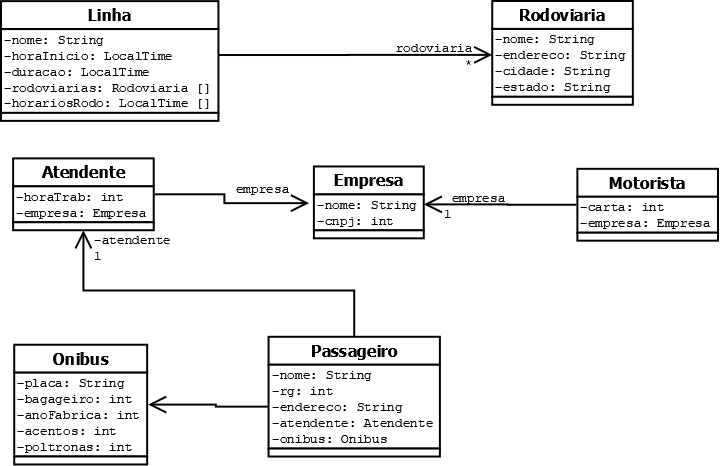 Linha
-nome: String
-horaInicio: LocalTime
-duracao: LocalTime
-rodoviarias: Rodoviaria []
-horariosRodo: LocalTime []
rodoviaria
*
Rodoviaria
-nome: String
-endereco: String
-cidade: String
-estado: String
Atendente
-horaTrab: int
-empresa: Empresa
empresa
Empresa
-nome: String
-cnpj: int
empresa
1
Motorista
-carta: int
-empresa: Empresa
-atendente
1
Onibus
-placa: String
-bagageiro: int
-anoFabrica: int
-acentos: int
-poltronas: int
Passageiro
-nome: String
-rg: int
-endereco: String
-atendente: Atendente
-onibus: Onibus